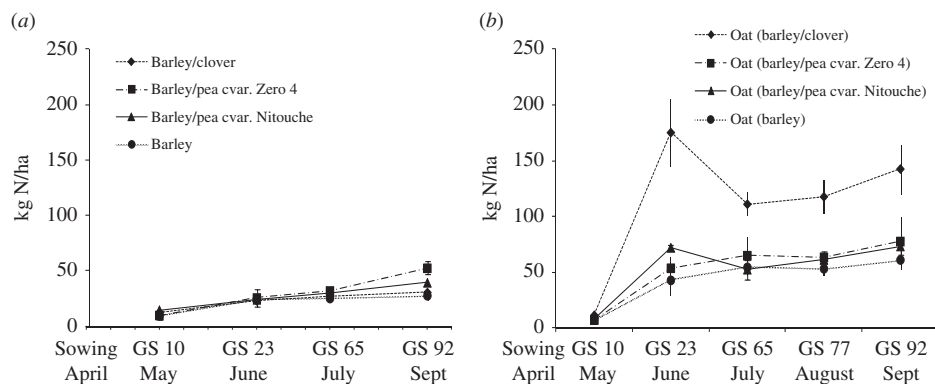 (a)
250
200
150
100
50
0
kg N/ha
Barley/clover
Barley/pea cvar. Zero 4
Barley/pea cvar. Nitouche
Barley
Sowing GS 10 GS 23 GS 65 GS 92
April May June July Sept
(b)
250
200
150
100
50
0
kg N/ha
Oat (barley/clover)
Oat (barley/pea cvar. Zero 4)
Oat (barley/pea cvar. Nitouche)
Oat (barley)
Sowing GS 10 GS 23 GS 65 GS 77 GS 92
April May June July August Sept